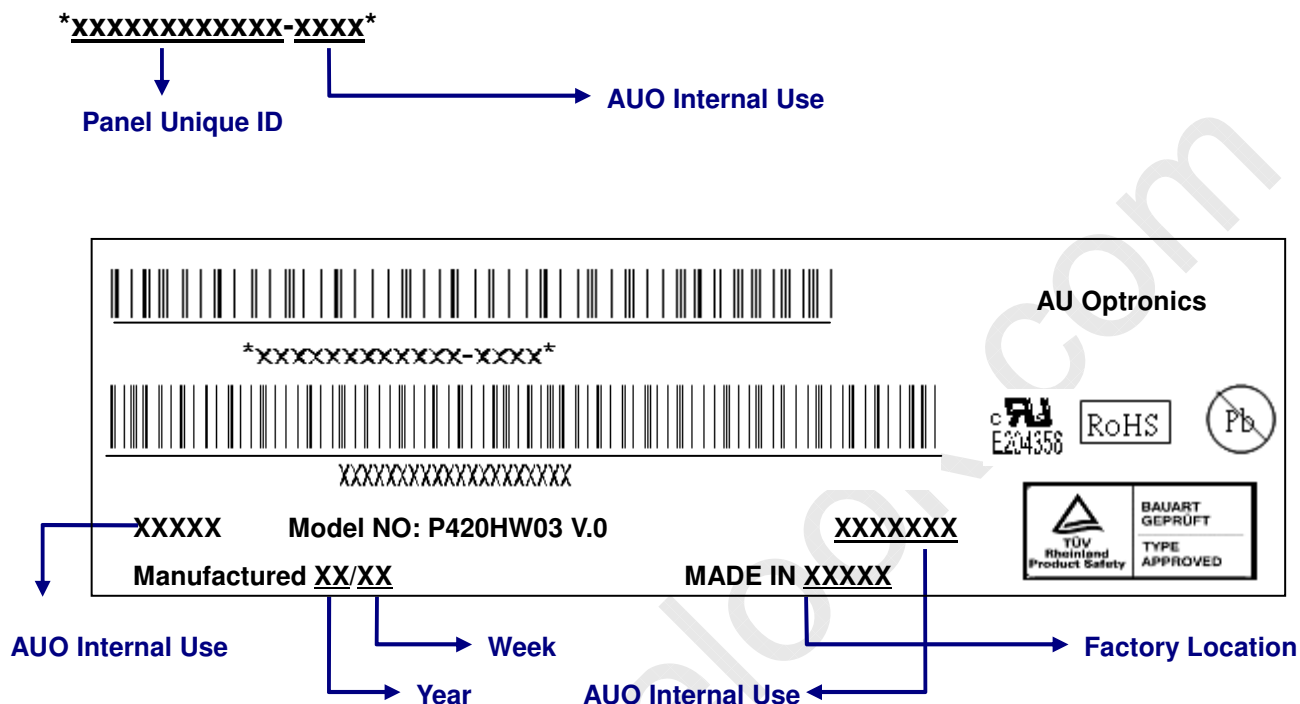 *XXXXXXXXXXXX-XXXX*
AUO Internal Use
Panel Unique ID
AU Optronics
*XXXXXXXXXXXX-XXXX*
c RU
E204356
RoHS
Pb
XXXXXXXXXXXXXXXXXXXX
XXXXX Model NO: P420HW03 V.0 XXXXXXX
TÜV
Rheinland
Product Safety
BAUART
GEPRÜFT
TYPE
APPROVED
Manufactured XX/XX MADE IN XXXXX
AUO Internal Use Week Factory Location
Year AUO Internal Use